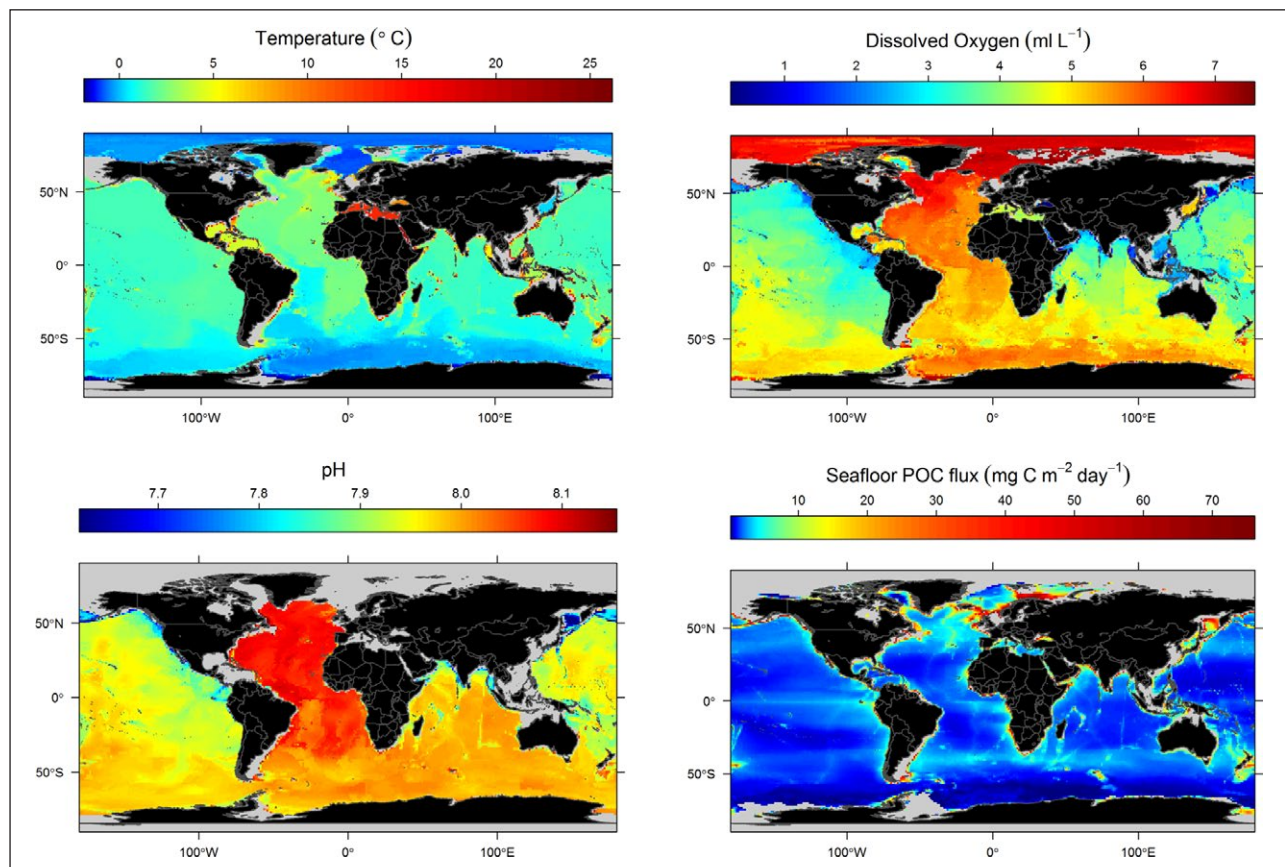 Temperature (° C)
0 5 10 15 20 25
50°N
0°
50°S
100°W 0° 100°E
Dissolved Oxygen (ml L⁻¹)
1 2 3 4 5 6 7
50°N
0°
50°S
100°W 0° 100°E
pH
7.7 7.8 7.9 8.0 8.1
50°N
0°
50°S
100°W 0° 100°E
Seafloor POC flux (mg C m⁻² day⁻¹)
10 20 30 40 50 60 70
50°N
0°
50°S
100°W 0° 100°E